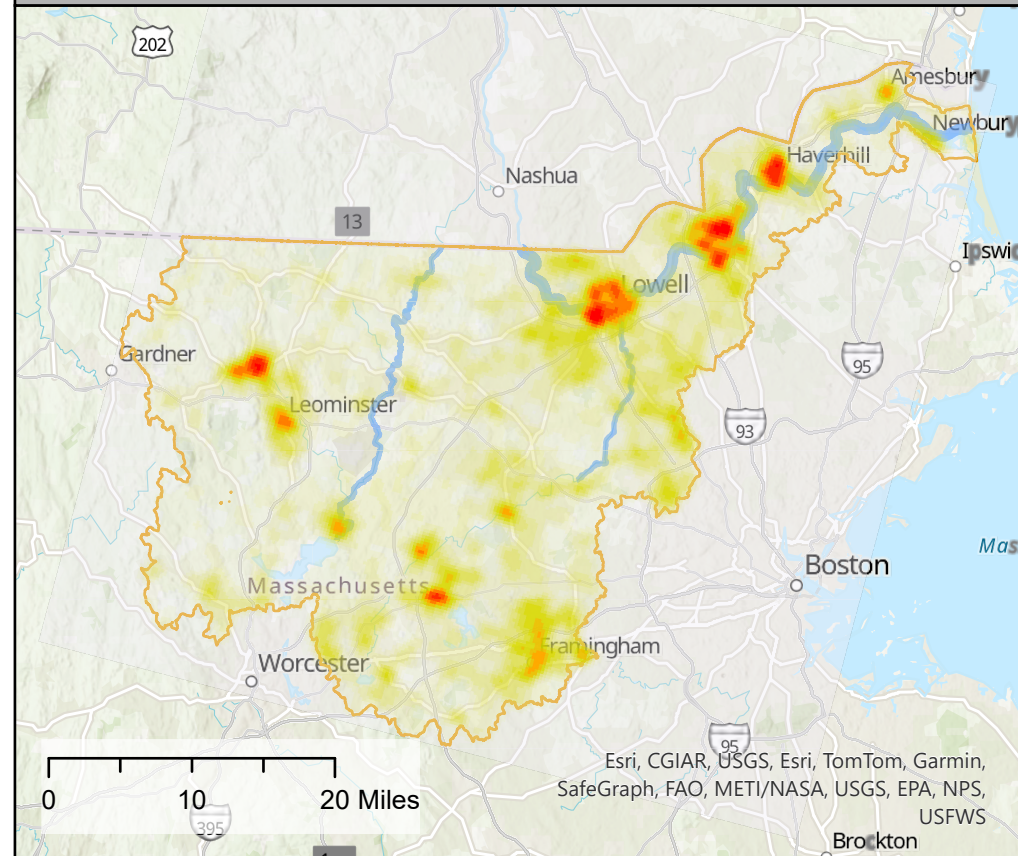 202
Amesbury
Newbury
Haverhill
Nashua
13
Ipswic
Lowell
Gardner
95
Leominster
93
Mas
Boston
Massachusetts
Framingham
Worcester
95
Esri, CGIAR, USGS, Esri, TomTom, Garmin,
SafeGraph, FAO, METI/NASA, USGS, EPA, NPS,
USFWS
0 10 20 Miles
395
Brockton